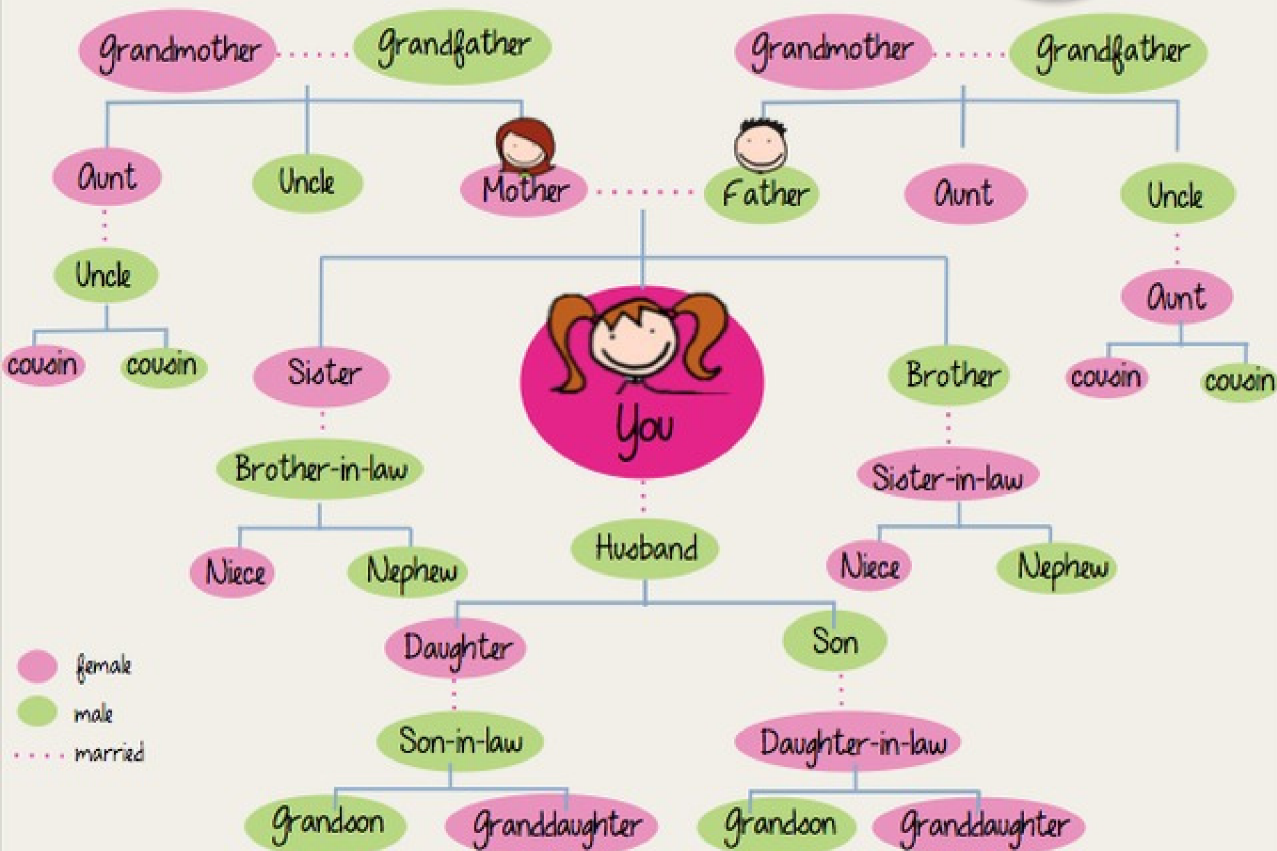 Grandmother
Grandfather
Grandmother
Grandfather
Aunt
Uncle
Mother
Father
Aunt
Uncle
Uncle
Aunt
cousin
cousin
Sister
You
Brother
cousin
cousin
Brother-in-law
Sister-in-law
Niece
Nephew
Husband
Niece
Nephew
Daughter
Son
female
male
married
Son-in-law
Daughter-in-law
Grandson
Granddaughter
Grandson
Granddaughter